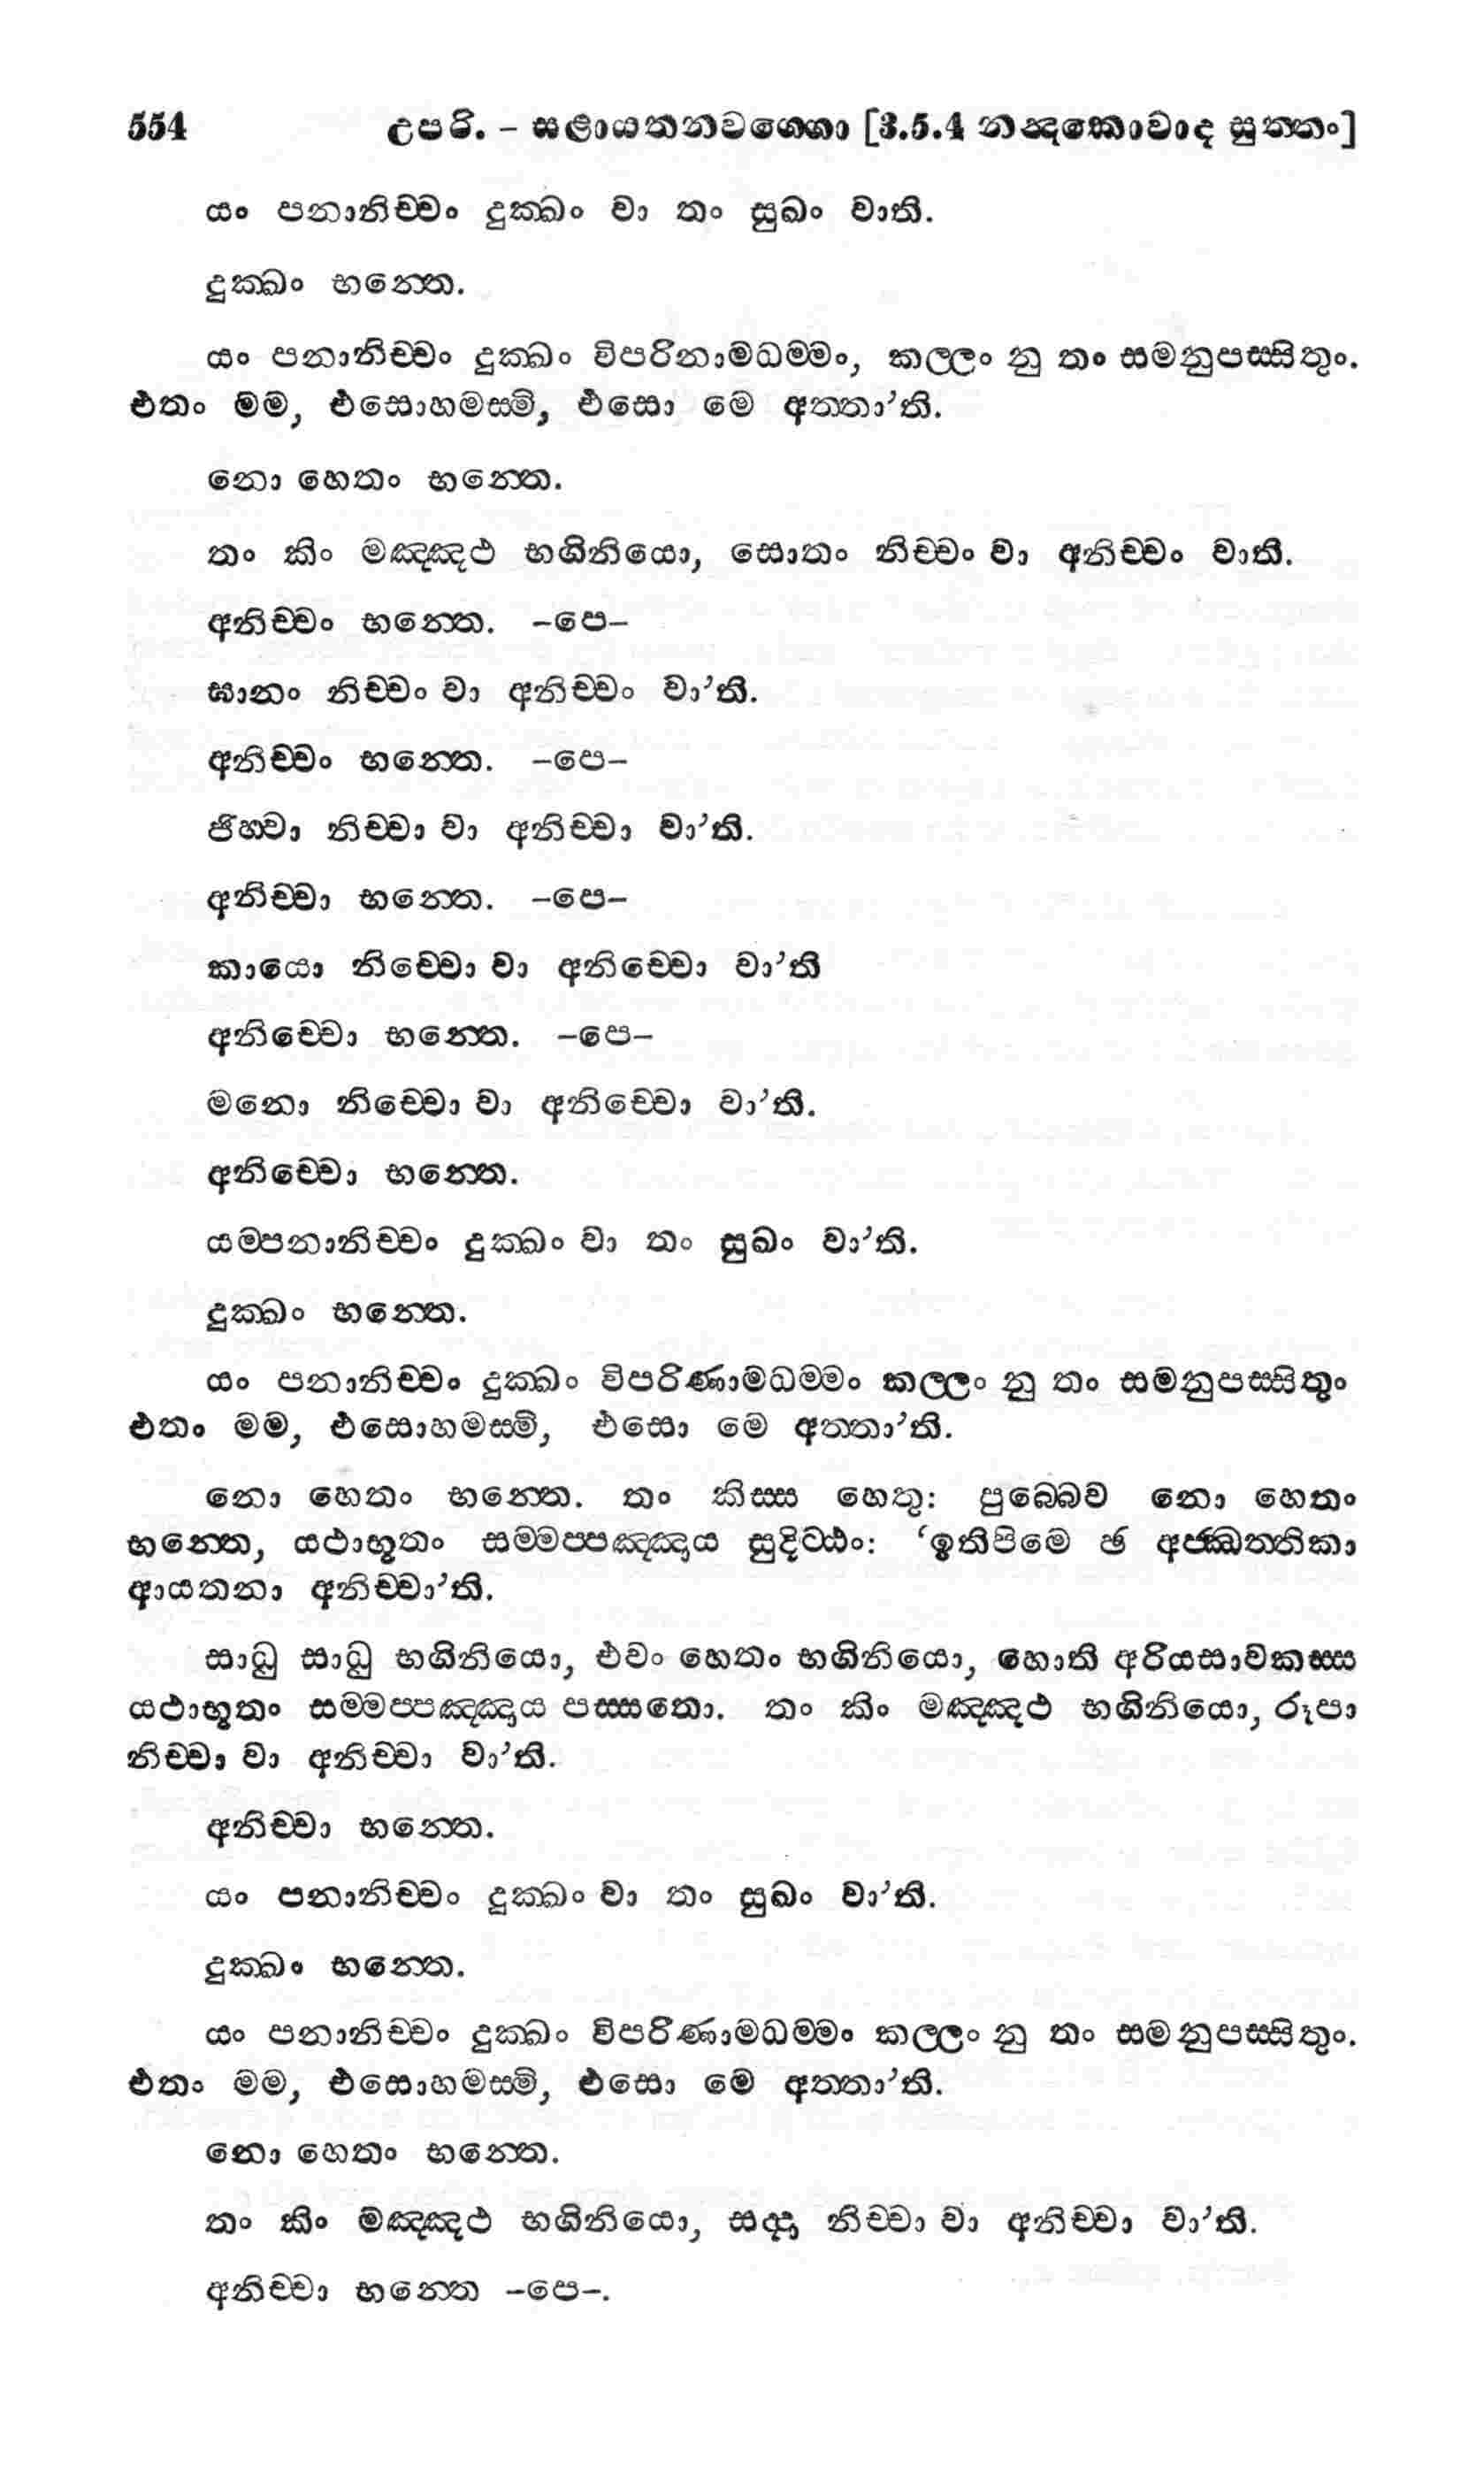 554 උපරි. – සළායතනවග්ගො [3.5.4 නන්‍දකොවාද සුත්තං]
යං පනානිච්චං දුක්ඛං වා තං සුඛං වාති.
දුක්ඛං භන්තෙ.
යං පනානිච්චං දුක්ඛං විපරිනාමධම්මං, කල්ලං නු තං සමනුපස්සිතුං.
එතං මම, එසොහමස්මි, එසො මෙ අත්තා’ති.
නො හෙතං භන්තෙ.
තං කිං මඤ්ඤථ භගිනියො, සොතං නිච්චං වා අනිච්චං වාති.
අනිච්චං භන්තෙ. –පෙ–
ඝානං නිච්චං වා අනිච්චං වා’ති.
අනිච්චං භන්තෙ. –පෙ–
ජිහ්වා නිච්චා වා අනිච්චා වා’ති.
අනිච්චා භන්තෙ. –පෙ–
කායො නිච්චො වා අනිච්චො වා’ති
අනිච්චො භන්තෙ. –පෙ–
මනො නිච්චො වා අනිච්චො වා’ති.
අනිච්චො භන්තෙ.
යම්පනානිච්චං දුක්ඛං වා තං සුඛං වා’ති.
දුක්ඛං භන්තෙ.
යං පනානිච්චං දුක්ඛං විපරිණාමධම්මං කල්ලං නු තං සමනුපස්සිතුං
එතං මම, එසොහමස්මි, එසො මෙ අත්තා’ති.
නො හෙතං භන්තෙ. තං කිස්ස හෙතු: පුබ්බෙව නො හෙතං
භන්තෙ, යථාභූතං සම්මප්පඤ්ඤාය සුදිට්ඨං: ‘ඉතිපිමෙ ඡ අජ්ඣත්තිකා
ආයතනා අනිච්චා’ති.
සාධු සාධු භගිනියො, එවං හෙතං භගිනියො, හොති අරියසාවකස්ස
යථාභූතං සම්මප්පඤ්ඤාය පස්සතො. තං කිං මඤ්ඤථ භගිනියො, රූපා
නිච්චා වා අනිච්චා වා’ති.
අනිච්චා භන්තෙ.
යං පනානිච්චං දුක්ඛං වා තං සුඛං වා’ති.
දුක්ඛං භන්තෙ.
යං පනානිච්චං දුක්ඛං විපරිණාමධම්මං කල්ලං නු තං සමනුපස්සිතුං.
එතං මම, එසොහමස්මි, එසො මෙ අත්තා’ති.
නො හෙතං භන්තෙ.
තං කිං මඤ්ඤථ භගිනියො, සද්දා නිච්චා වා අනිච්චා වා’ති.
අනිච්චා භන්තෙ –පෙ–.